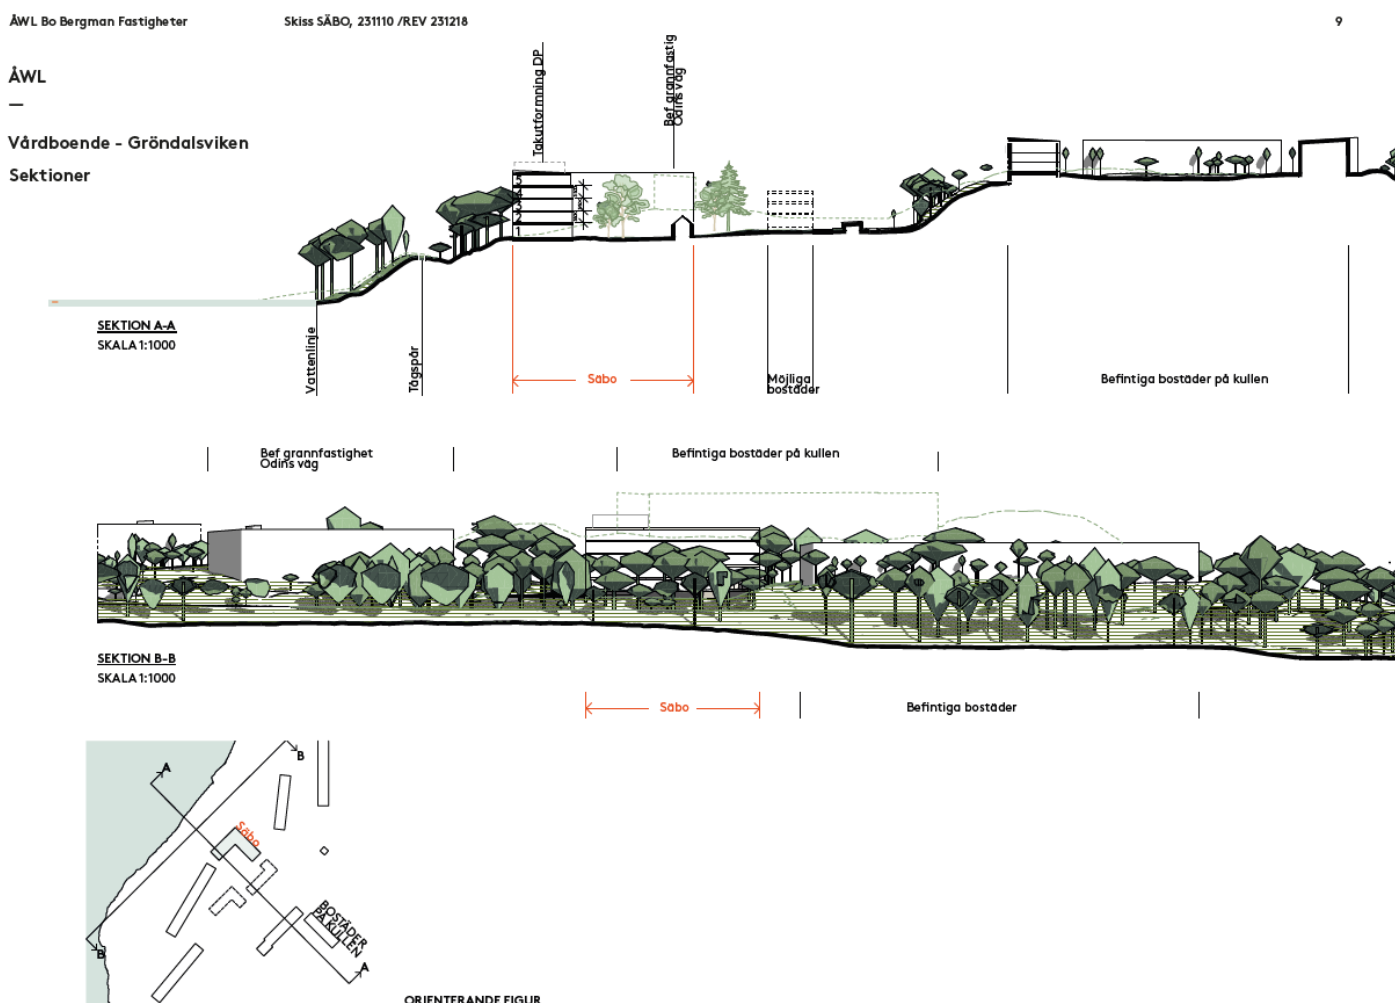 ÅWL Bo Bergman Fastigheter
Skiss SÄBO, 231110 /REV 231218
9
ÅWL
—
Vårdboende - Gröndalsviken
Sektioner
Takutformning DP
Bef grannfastig
Odins väg
5
4
3
2
1
SEKTION A-A
SKALA 1:1000
Vattenlinje
Tågspår
Säbo
Möjliga
bostäder
Befintiga bostäder på kullen
Bef grannfastighet
Odins väg
Befintiga bostäder på kullen
SEKTION B-B
SKALA 1:1000
Säbo
Befintiga bostäder
A
B
Säbo
BOSTÄDER
PÅ KULLEN
A
B
ORIENTERANDE FIGUR